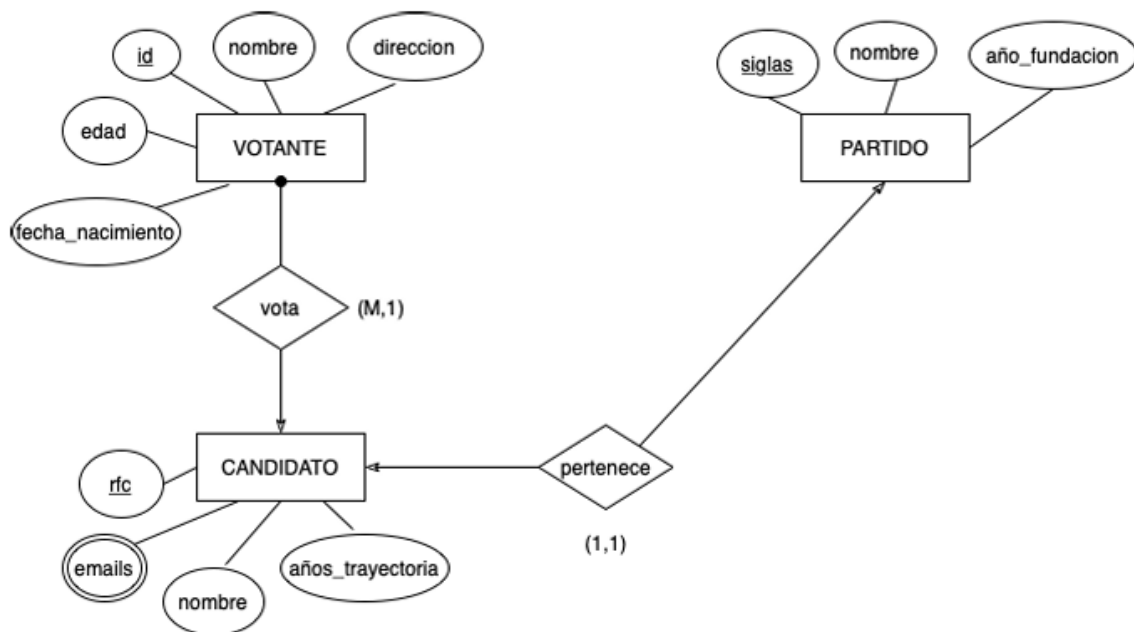 id
nombre
direccion
edad
VOTANTE
fecha_nacimiento
vota
(M,1)
siglas
nombre
año_fundacion
PARTIDO
CANDIDATO
rfc
emails
nombre
años_trayectoria
pertenece
(1,1)